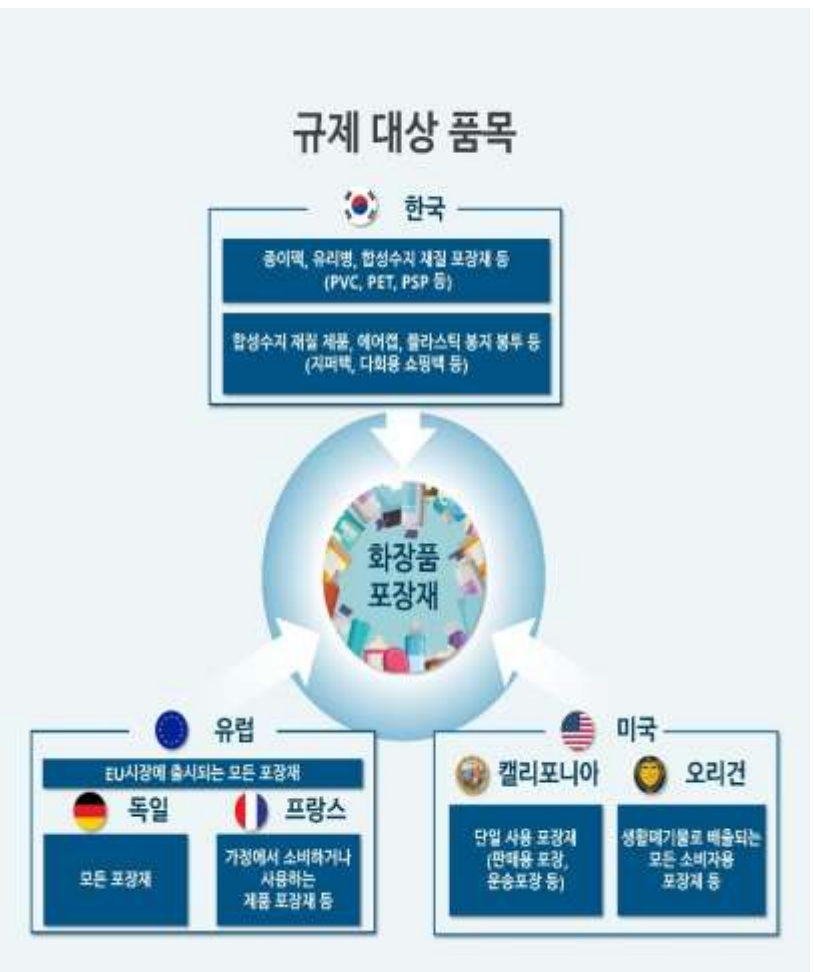 규제 대상 품목
한국
종이팩, 유리병, 합성수지 재질 포장재 등
(PVC, PET, PSP 등)
합성수지 재질 제품, 에어캡, 플라스틱 봉지 봉투 등
(지퍼백, 다회용 쇼핑백 등)
화장품
포장재
유럽
EU시장에 출시되는 모든 포장재
독일
모든 포장재
프랑스
가정에서 소비하거나
사용하는
제품 포장재 등
미국
캘리포니아
단일 사용 포장재
(판매용 포장,
운송포장 등)
오리건
생활폐기물로 배출되는
모든 소비자용
포장재 등